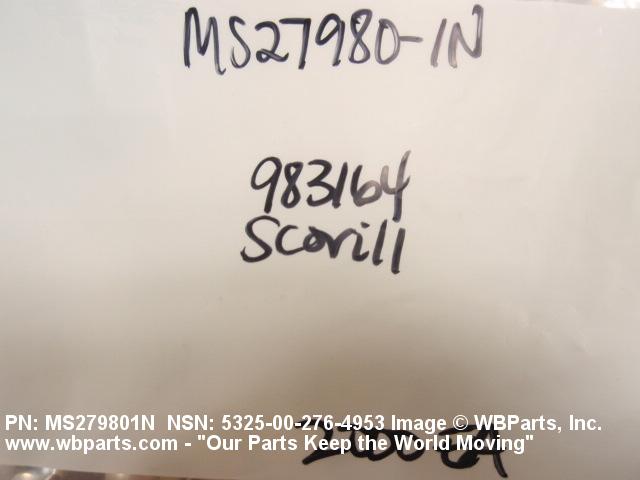 MS27980-1N
983164
Scovill
PN: MS279801N NSN: 5325-00-276-4953 Image © WBParts, Inc.
www.wbparts.com - "Our Parts Keep the World Moving"
EA